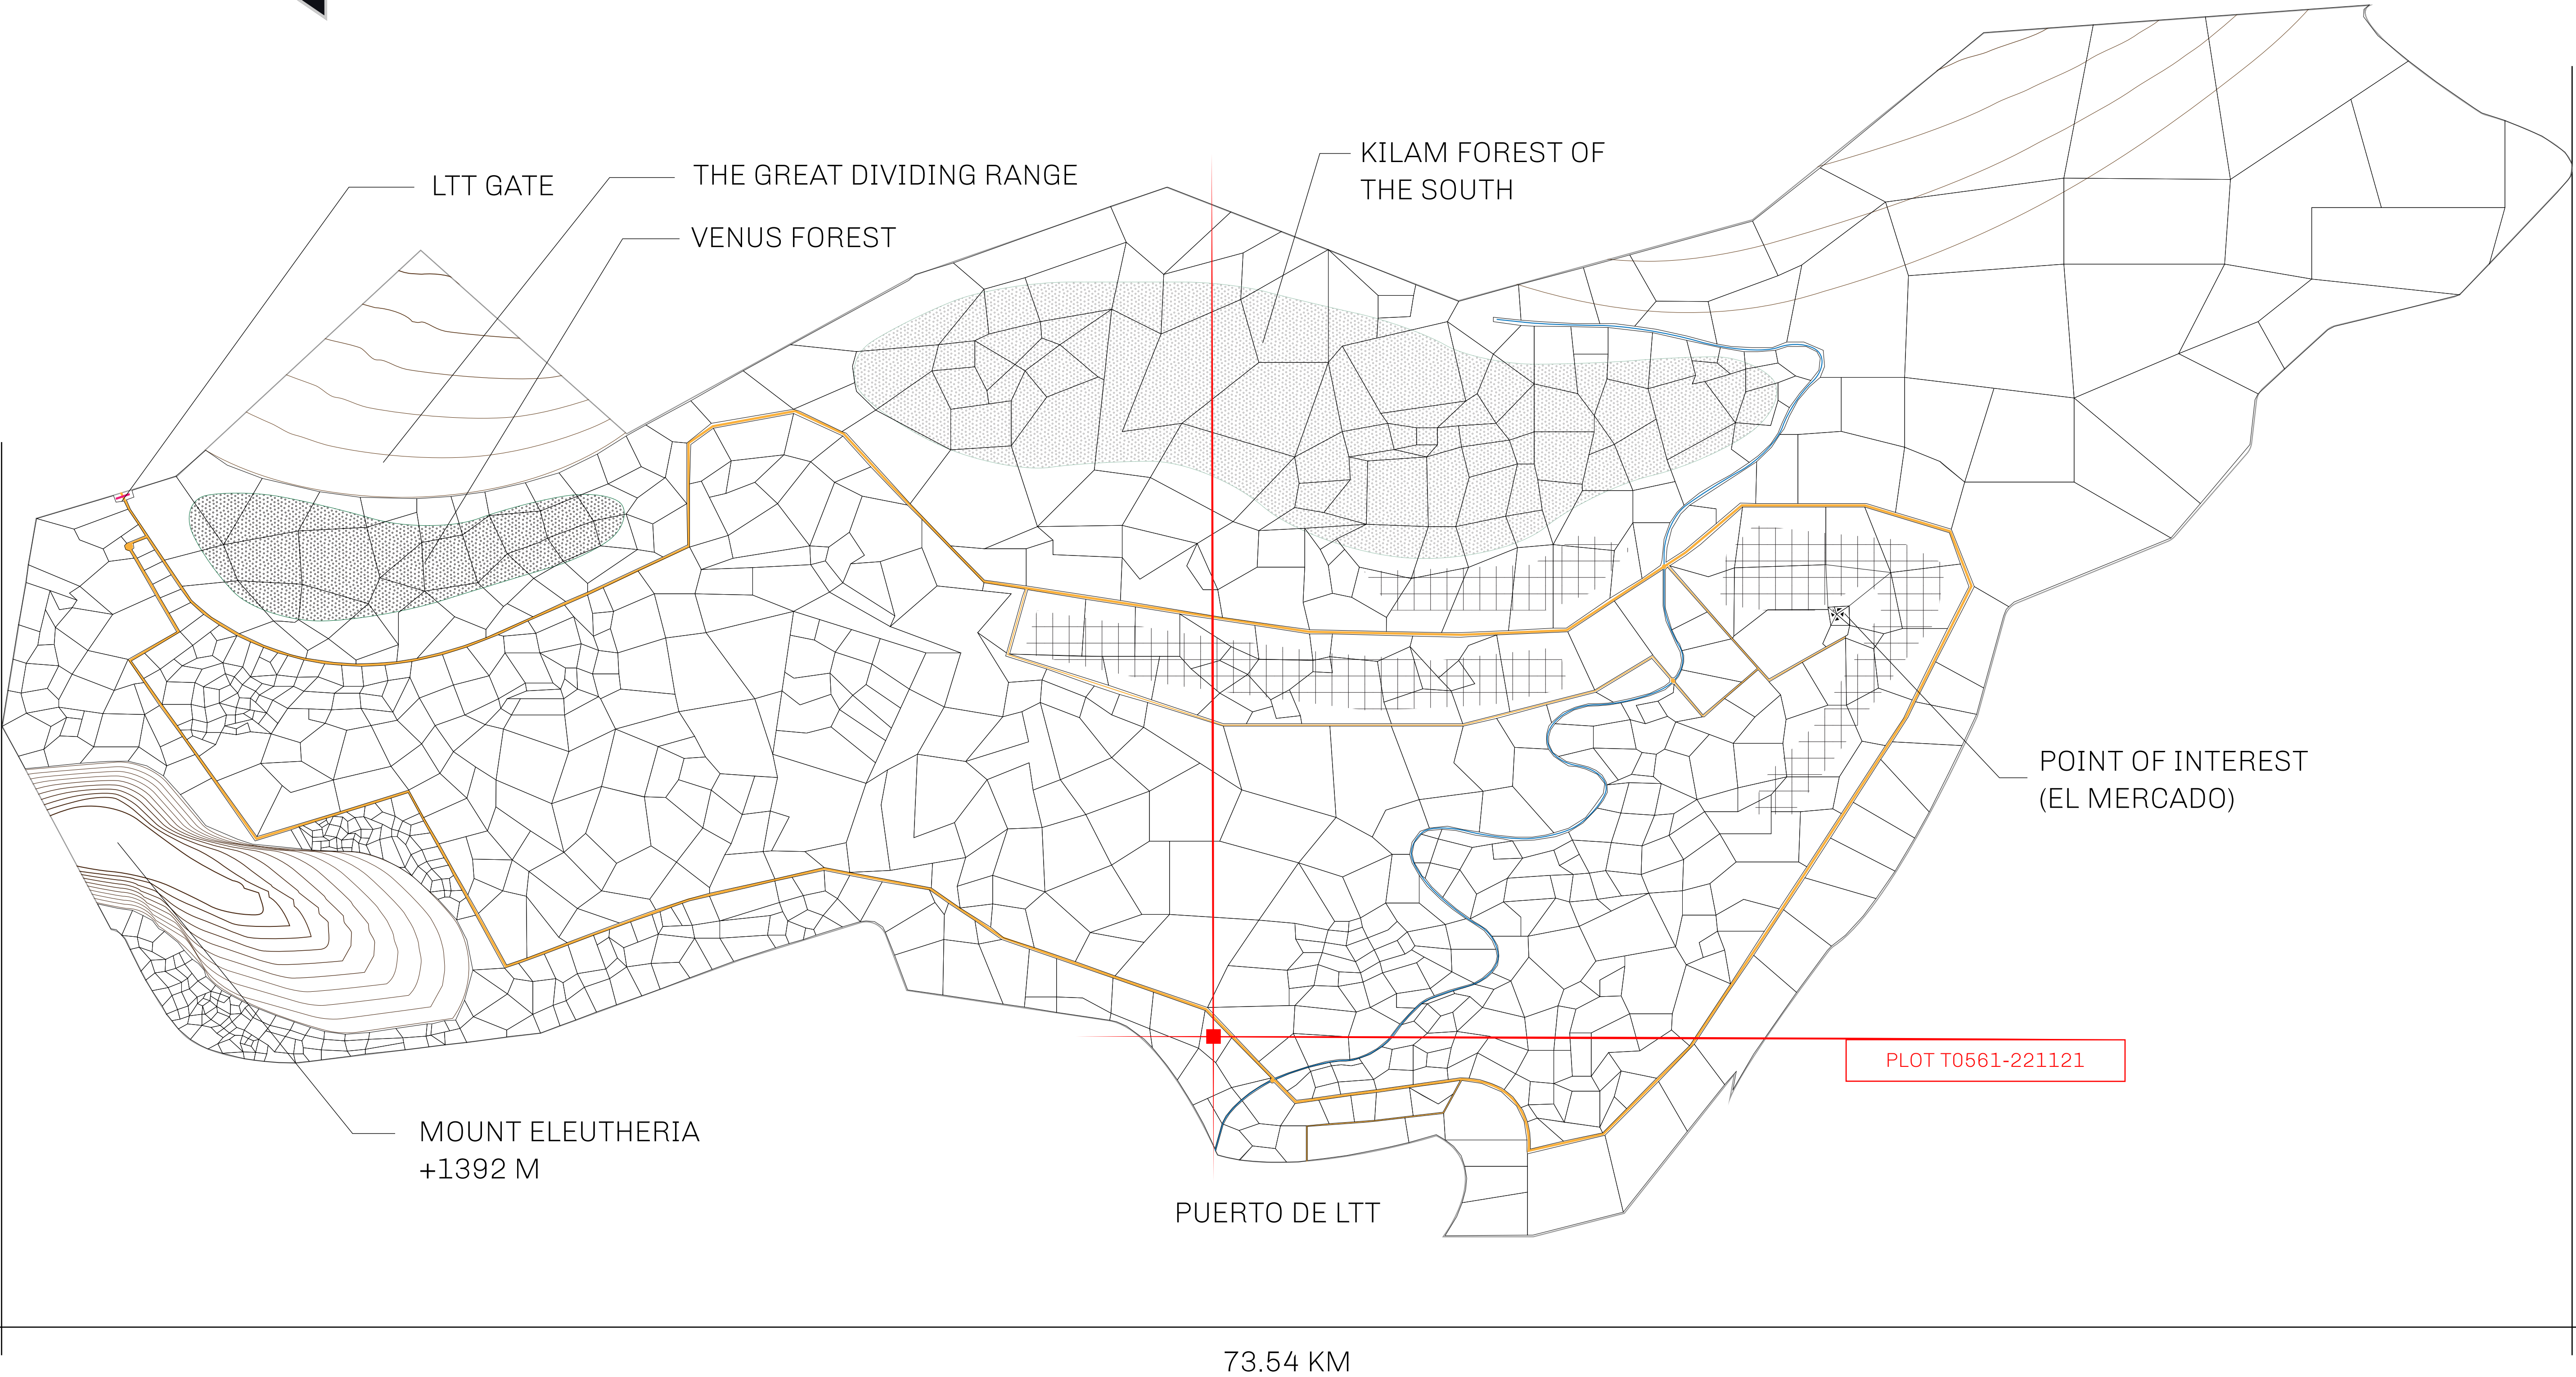 KILAM FOREST OF
THE SOUTH
LTT GATE
THE GREAT DIVIDING RANGE
VENUS FOREST
POINT OF INTEREST
(EL MERCADO)
PLOT T0561-221121
MOUNT ELEUTHERIA
+1392 M
PUERTO DE LTT
73.54 KM